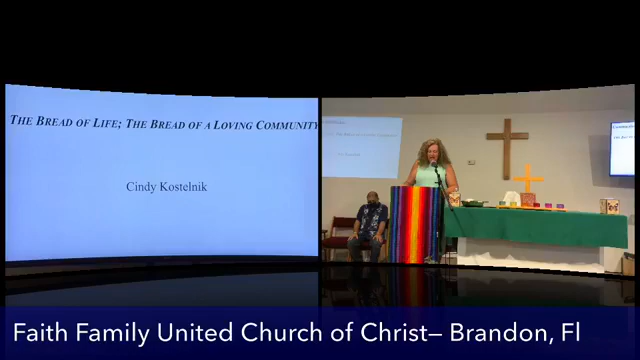 THE BREAD OF LIFE; THE BREAD OF A LOVING COMMUNITY
Cindy Kostelnik
Faith Family United Church of Christ– Brandon, Fl